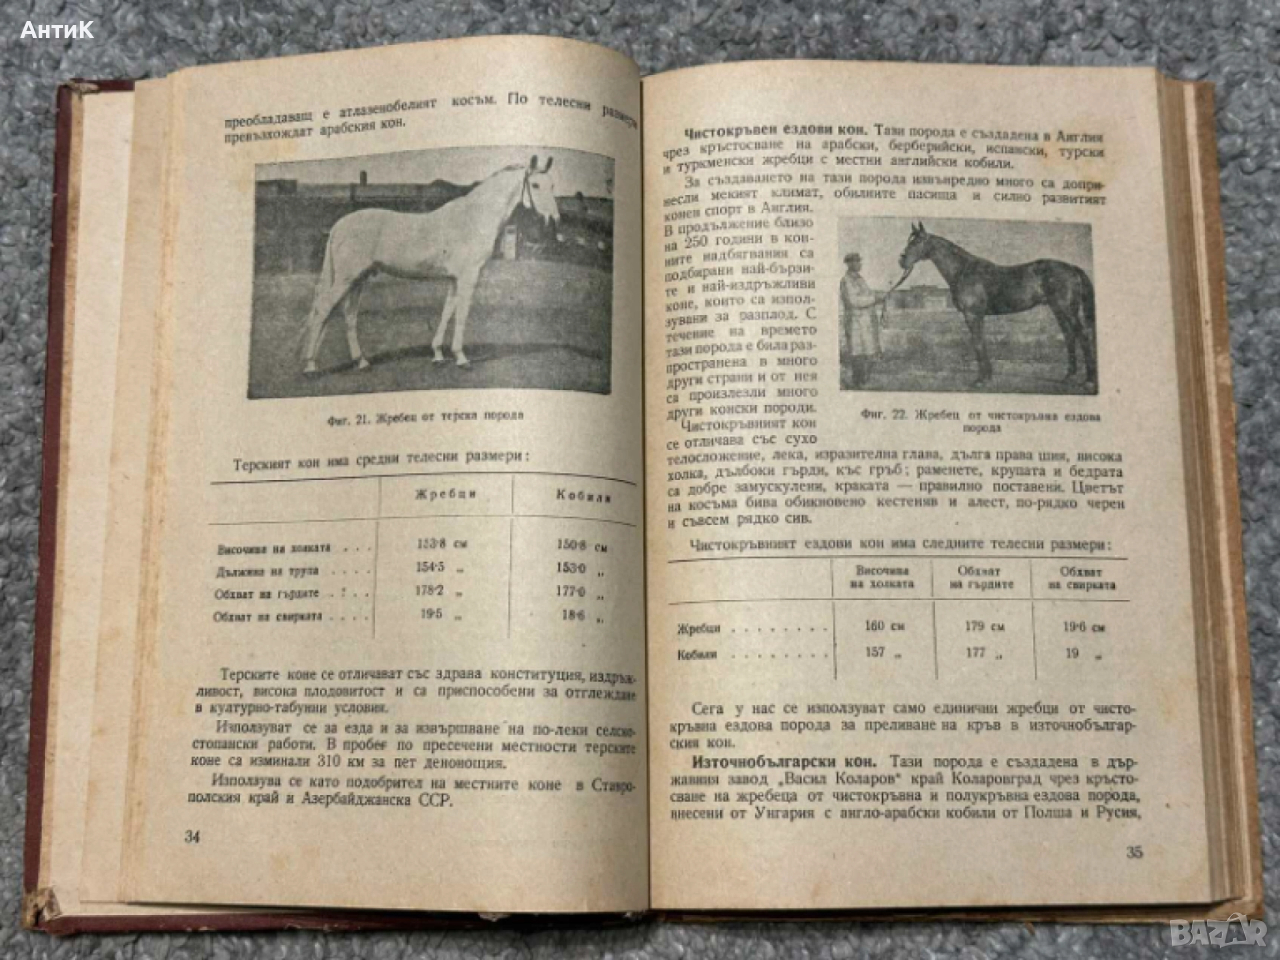 АнтиК
преобладаващ е атлазенобелият косъм. По телесни размери
превъзхождат арабския кон.
Фиг. 21. Жребец от терска порода
Терският кон има средни телесни размери:
Жребци Кобили
Височина на холката . . . 153·8 см 150·8 см
Дължина на трупа . . . . 154·5 „ 153·0 „
Обхват на гърдите . . . . 178·2 „ 177·0 „
Обхват на свирката . . . . 19·5 „ 18·6 „
Терските коне се отличават със здрава конституция, издръж-
ливост, висока плодовитост и са приспособени за отглеждане
в културно-табунни условия.
Използуват се за езда и за извършване на по-леки селско-
стопански работи. В пробег по пресечени местности терските
коне са изминали 310 км за пет денонощия.
Използува се като подобрител на местните коне в Ставро-
полския край и Азербайджанска ССР.
34
Чистокръвен ездови кон. Тази порода е създадена в Англия
чрез кръстосване на арабски, берберийски, испански, турски
и туркменски жребци с местни английски кобили.
За създаването на тази порода извънредно много са допри-
несли мекият климат, обилните пасища и силно развитият
конен спорт в Англия.
В продължение близо
на 250 години в кон-
ните надбягвания са
подбирани най-бързи-
те и най-издръжливи
коне, които са използ-
зувани за разплод. С
течение на времето
тази порода е била раз-
пространена в много
други страни и от нея
са произлезли много
други конски породи.
Чистокръвният кон
се отличава със сухо
телосложение, лека, изразителна глава, дълга права шия, висока
холка, дълбоки гърди, къс гръб; раменете, крупата и бедрата
са добре замускулени, краката — правилно поставени. Цветът
на косъма бива обикновено кестеняв и алест, по-рядко черен
и съвсем рядко сив.
Фиг. 22. Жребец от чистокръвна ездова
порода
Чистокръвният ездови кон има следните телесни размери:
Височина на холката Обхват на гърдите Обхват на свирката
Жребци . . . . . . . . 160 см 179 см 19·6 см
Кобили . . . . . . . . 157 „ 177 „ 19 „
Сега у нас се използуват само единични жребци от чисто-
кръвна ездова порода за преливане на кръв в източнобългар-
ския кон.
Източнобългарски кон. Тази порода е създадена в дър-
жавния завод „Васил Коларов“ край Коларовград чрез кръсто-
сване на жребеца от чистокръвна и полукръвна ездова порода,
внесени от Унгария с англо-арабски кобили от Полша и Русия,
35
BAZAR